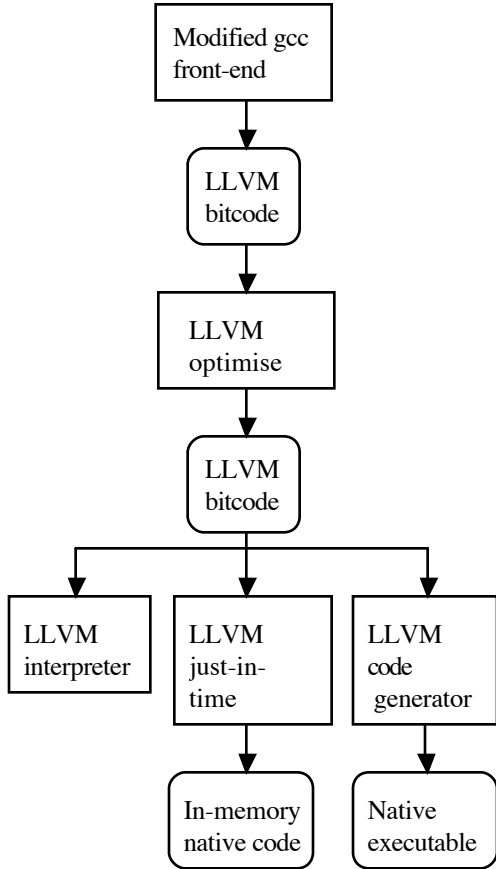 Modified gcc
front-end
LLVM
bitcode
LLVM
optimise
LLVM
bitcode
LLVM
interpreter
LLVM
just-in-
time
LLVM
code
generator
In-memory
native code
Native
executable